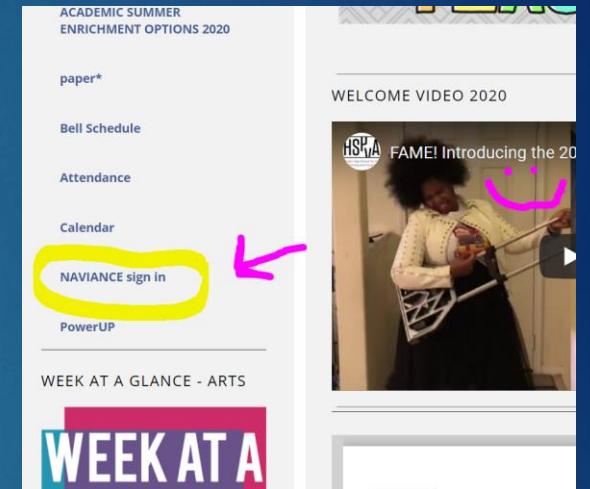 ACADEMIC SUMMER
ENRICHMENT OPTIONS 2020
paper*
Bell Schedule
Attendance
Calendar
NAVIANCE sign in
PowerUP
WEEK AT A GLANCE - ARTS
WEEK AT A
WELCOME VIDEO 2020
HSPVA
FAME! Introducing the 20